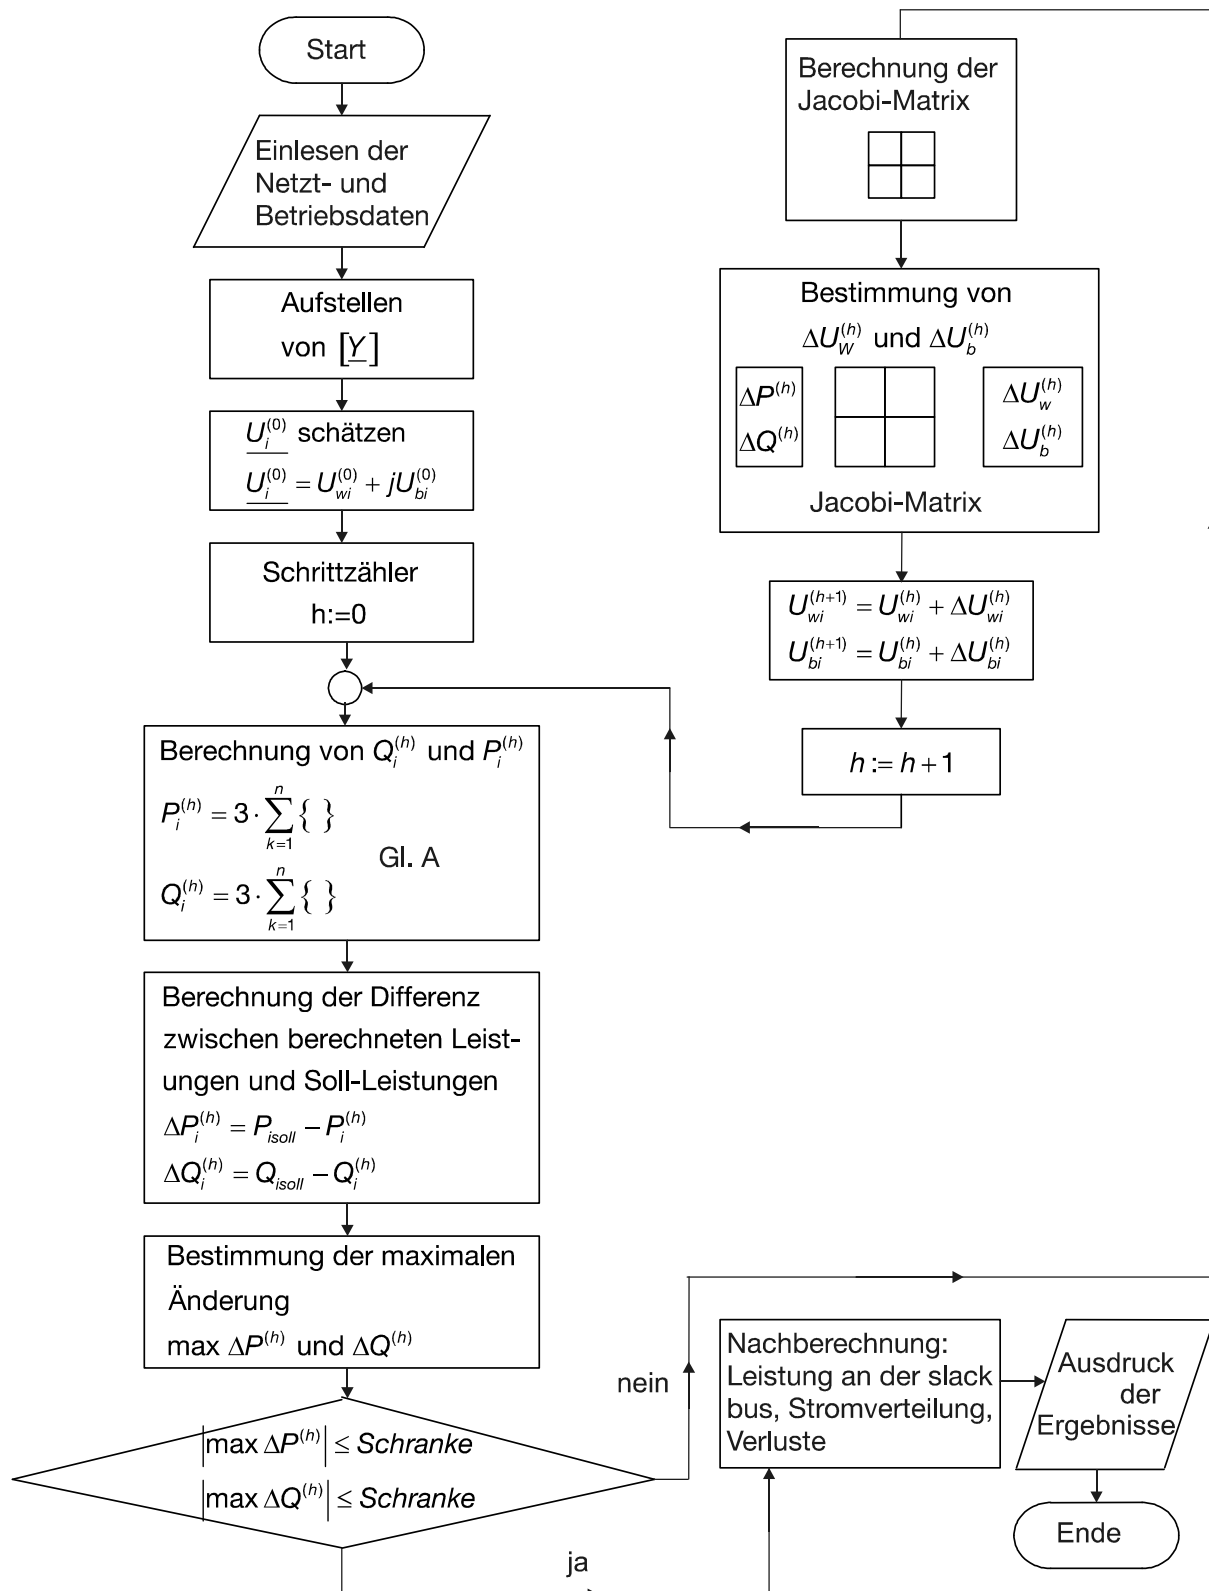 Start
Einlesen der
Netzt- und
Betriebsdaten
Aufstellen
von [Y]
U_i^(0) schätzen
U_i^(0) = U_wi^(0) + jU_bi^(0)
Schrittzähler
h:=0
Berechnung von Q_i^(h) und P_i^(h)
P_i^(h) = 3 · ∑_{k=1}^{n} { }
Gl. A
Q_i^(h) = 3 · ∑_{k=1}^{n} { }
Berechnung der Differenz
zwischen berechneten Leist-
ungen und Soll-Leistungen
ΔP_i^(h) = P_isoll − P_i^(h)
ΔQ_i^(h) = Q_isoll − Q_i^(h)
Bestimmung der maximalen
Änderung
max ΔP^(h) und ΔQ^(h)
|max ΔP^(h)| ≤ Schranke
|max ΔQ^(h)| ≤ Schranke
nein
ja
Berechnung der
Jacobi-Matrix
Bestimmung von
ΔU_W^(h) und ΔU_b^(h)
ΔP^(h)
ΔQ^(h)
ΔU_w^(h)
ΔU_b^(h)
Jacobi-Matrix
U_wi^(h+1) = U_wi^(h) + ΔU_wi^(h)
U_bi^(h+1) = U_bi^(h) + ΔU_bi^(h)
h := h + 1
Nachberechnung:
Leistung an der slack
bus, Stromverteilung,
Verluste
Ausdruck
der
Ergebnisse
Ende